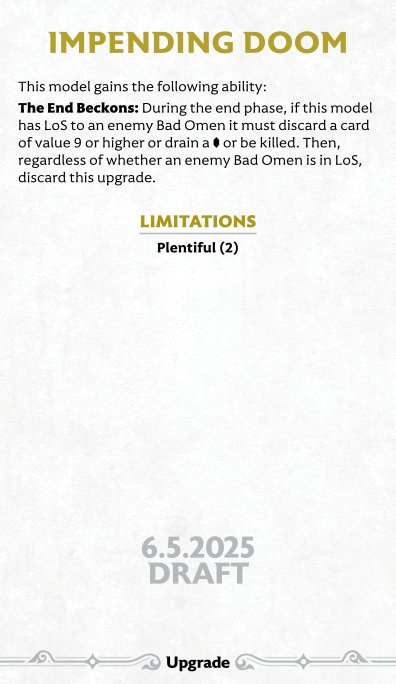 IMPENDING DOOM
This model gains the following ability:
The End Beckons: During the end phase, if this model
has LoS to an enemy Bad Omen it must discard a card
of value 9 or higher or drain a or be killed. Then,
regardless of whether an enemy Bad Omen is in LoS,
discard this upgrade.
LIMITATIONS
Plentiful (2)
6.5.2025
DRAFT
Upgrade